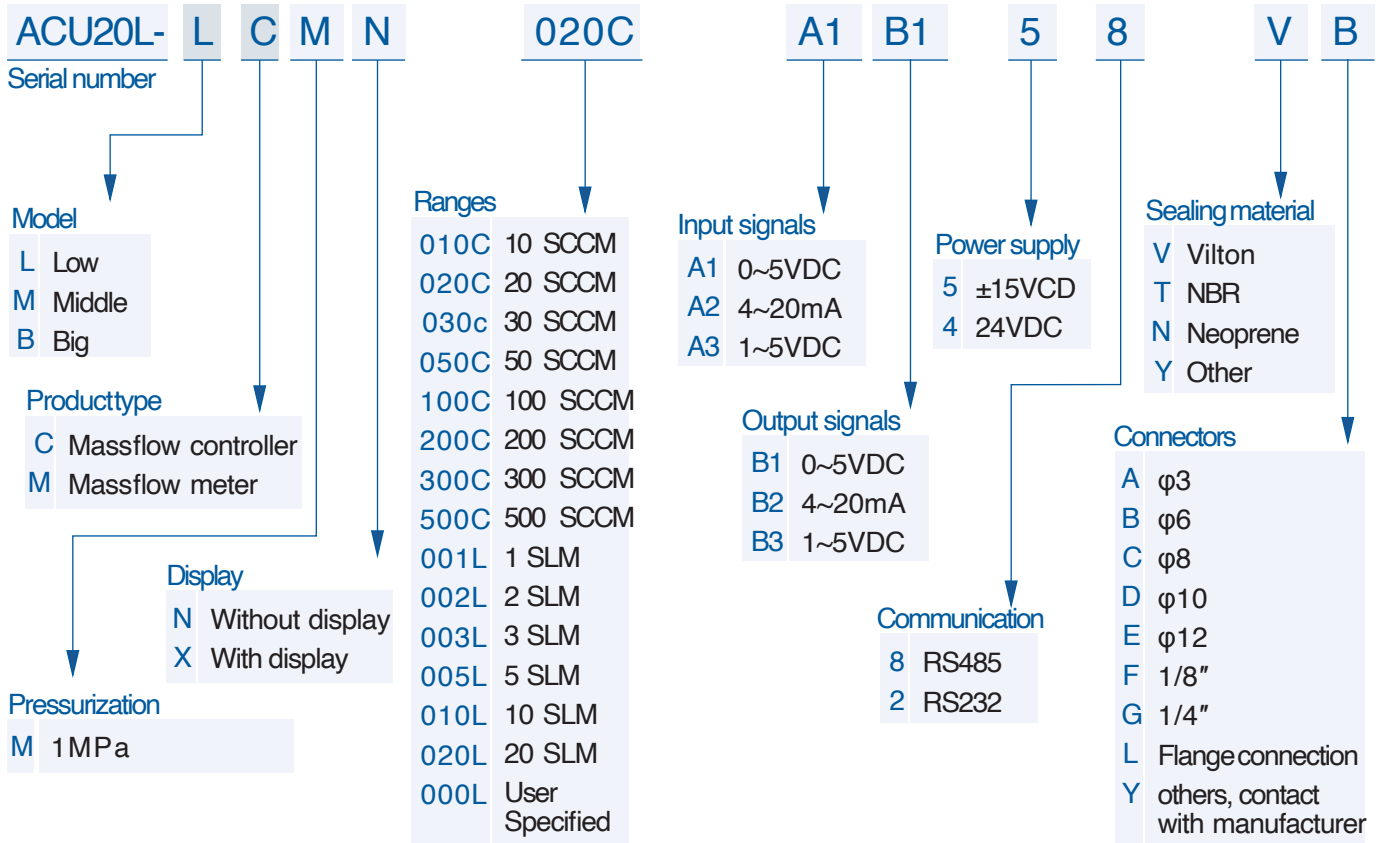 ACU20L- L C M N 020C A1 B1 5 8 V B
Serial number
Model
L Low
M Middle
B Big
Producttype
C Massflow controller
M Massflow meter
Display
N Without display
X With display
Pressurization
M 1MPa
Ranges
010C 10 SCCM
020C 20 SCCM
030c 30 SCCM
050C 50 SCCM
100C 100 SCCM
200C 200 SCCM
300C 300 SCCM
500C 500 SCCM
001L 1 SLM
002L 2 SLM
003L 3 SLM
005L 5 SLM
010L 10 SLM
020L 20 SLM
000L User
Specified
Input signals
A1 0~5VDC
A2 4~20mA
A3 1~5VDC
Output signals
B1 0~5VDC
B2 4~20mA
B3 1~5VDC
Power supply
5 ±15VCD
4 24VDC
Communication
8 RS485
2 RS232
Sealing material
V Vilton
T NBR
N Neoprene
Y Other
Connectors
A φ3
B φ6
C φ8
D φ10
E φ12
F 1/8″
G 1/4″
L Flange connection
Y others, contact
with manufacturer